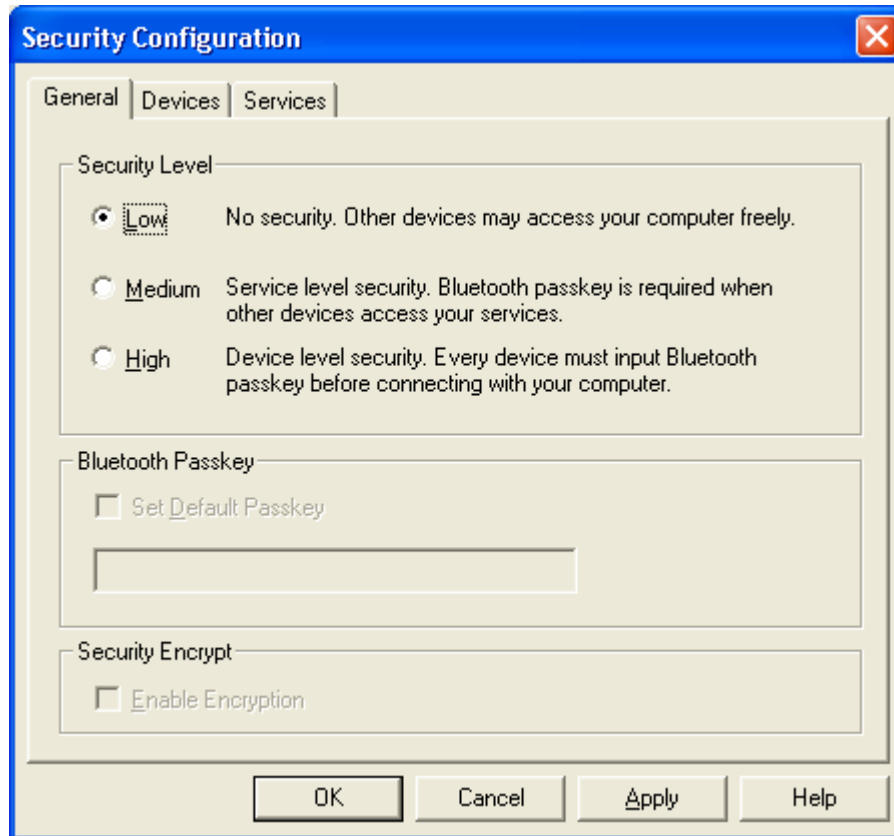 Security Configuration
General Devices Services
Security Level
Low No security. Other devices may access your computer freely.
Medium Service level security. Bluetooth passkey is required when
other devices access your services.
High Device level security. Every device must input Bluetooth
passkey before connecting with your computer.
Bluetooth Passkey
Set Default Passkey
Security Encrypt
Enable Encryption
OK Cancel Apply Help